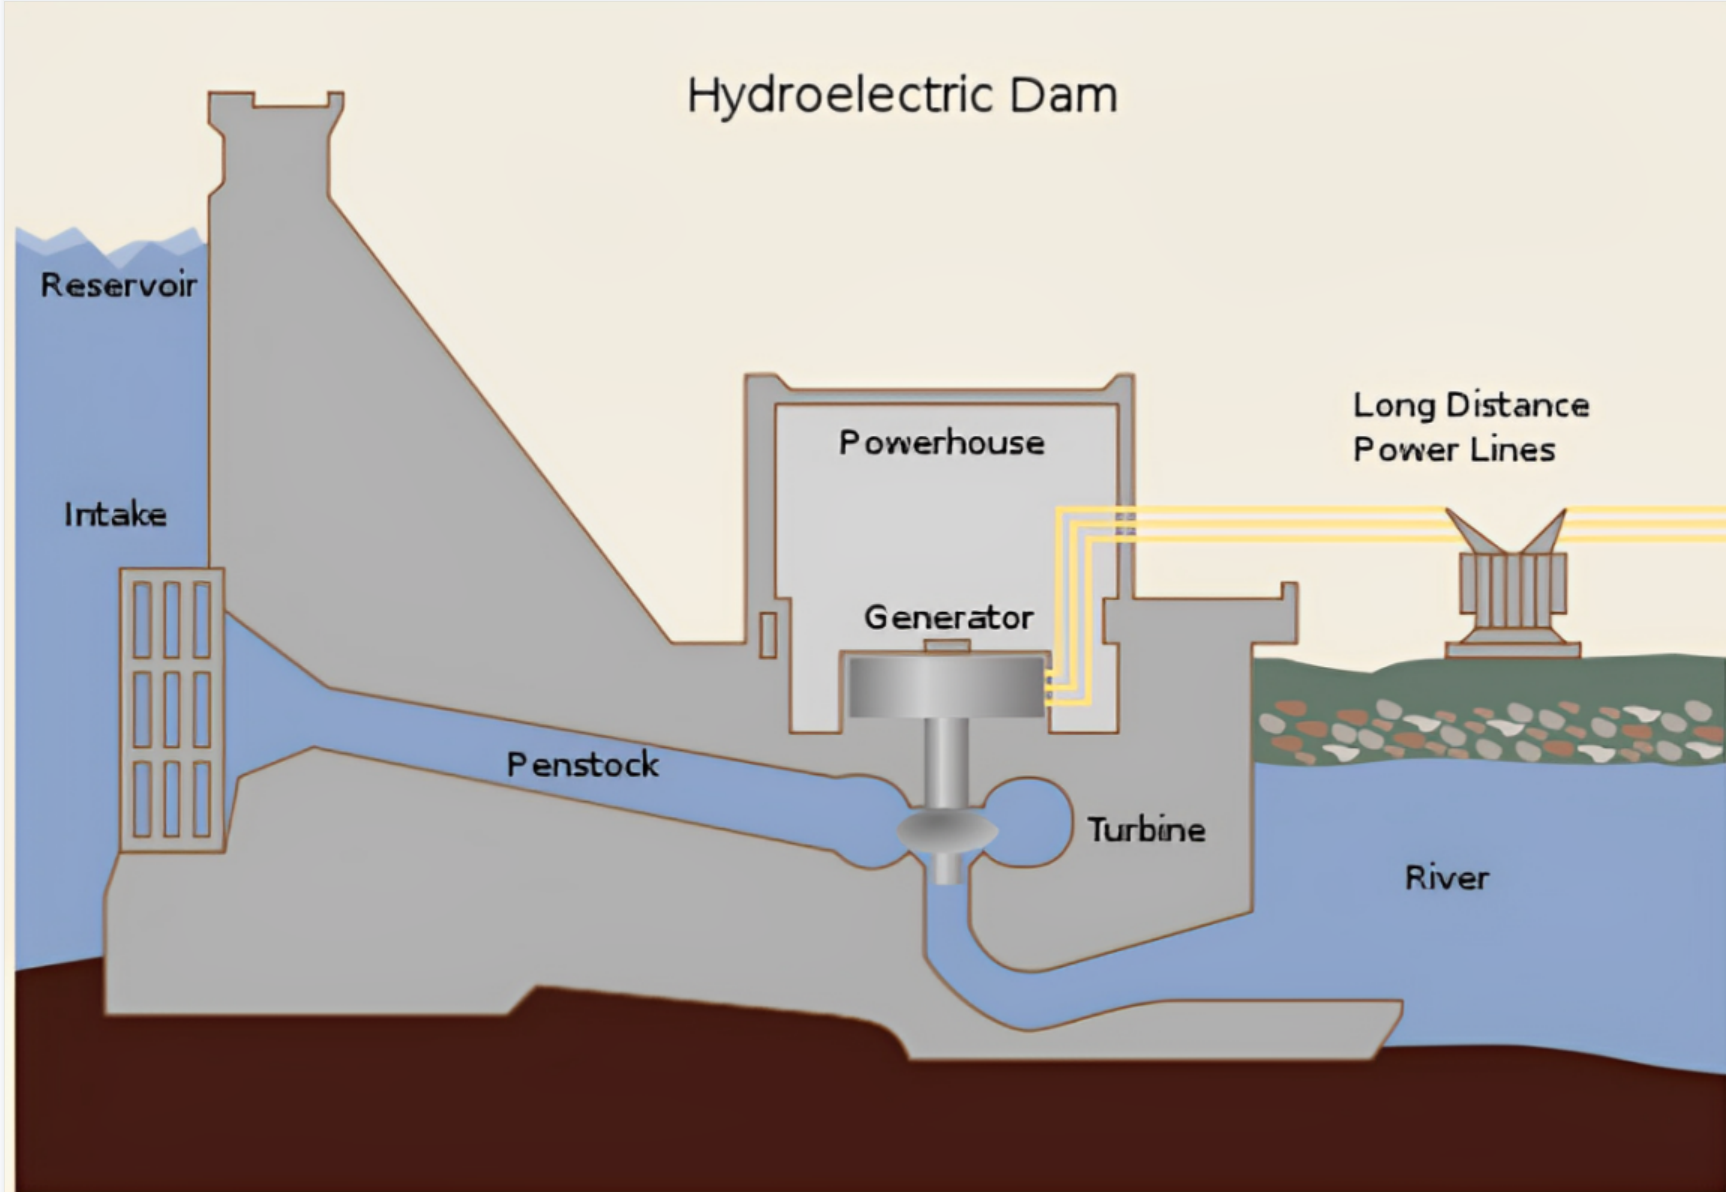 Hydroelectric Dam
Reservoir
Intake
Powerhouse
Long Distance
Power Lines
Generator
Penstock
Turbine
River